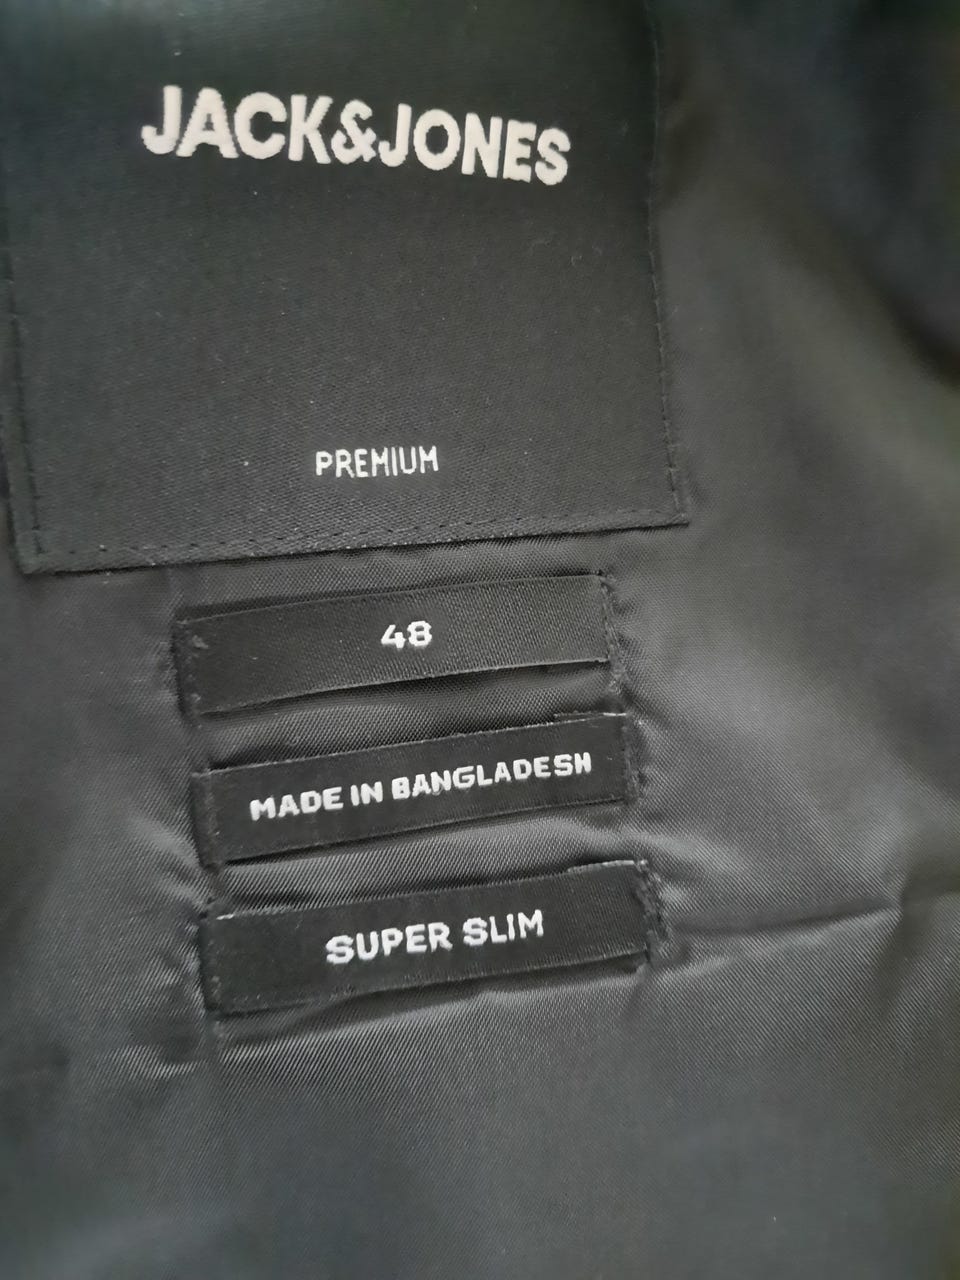 JACK&JONES
PREMIUM
48
MADE IN BANGLADESH
SUPER SLIM